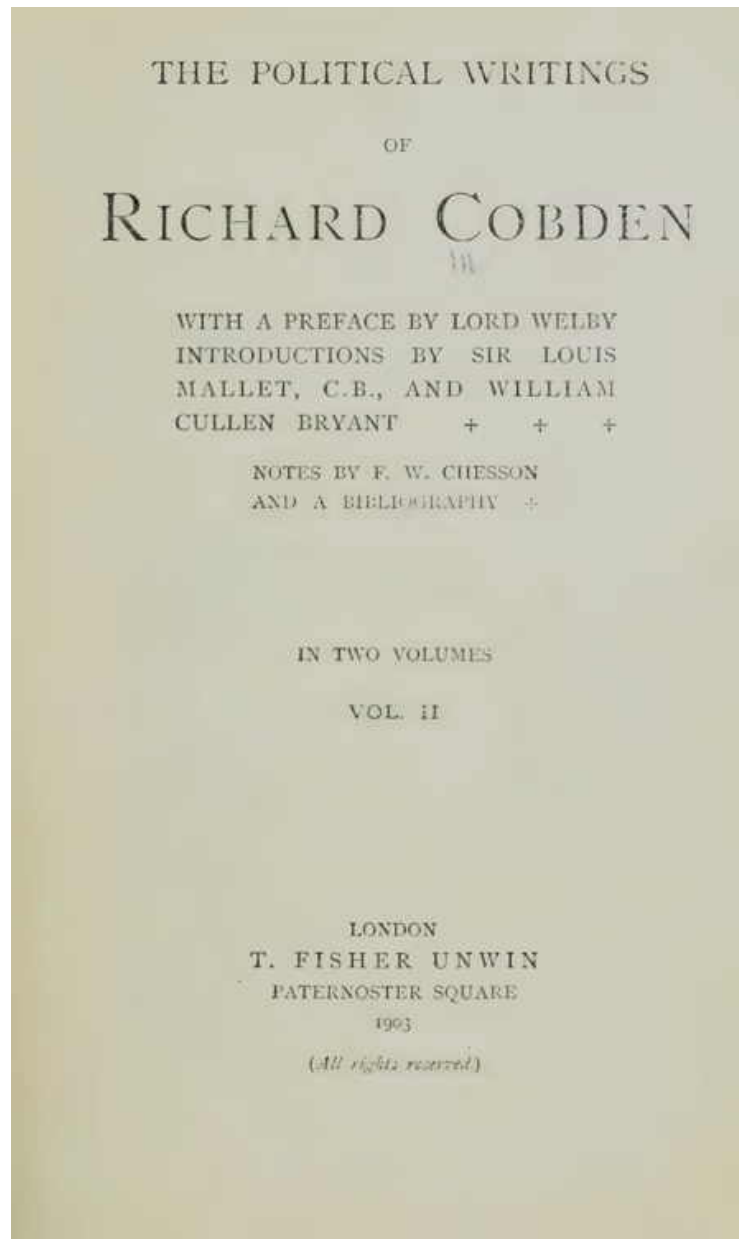 THE POLITICAL WRITINGS
OF
RICHARD COBDEN
WITH A PREFACE BY LORD WELBY
INTRODUCTIONS BY SIR LOUIS
MALLET, C.B., AND WILLIAM
CULLEN BRYANT + + +
NOTES BY F. W. CHESSON
AND A BIBLIOGRAPHY +
IN TWO VOLUMES
VOL. II
LONDON
T. FISHER UNWIN
PATERNOSTER SQUARE
1903
(All rights reserved)